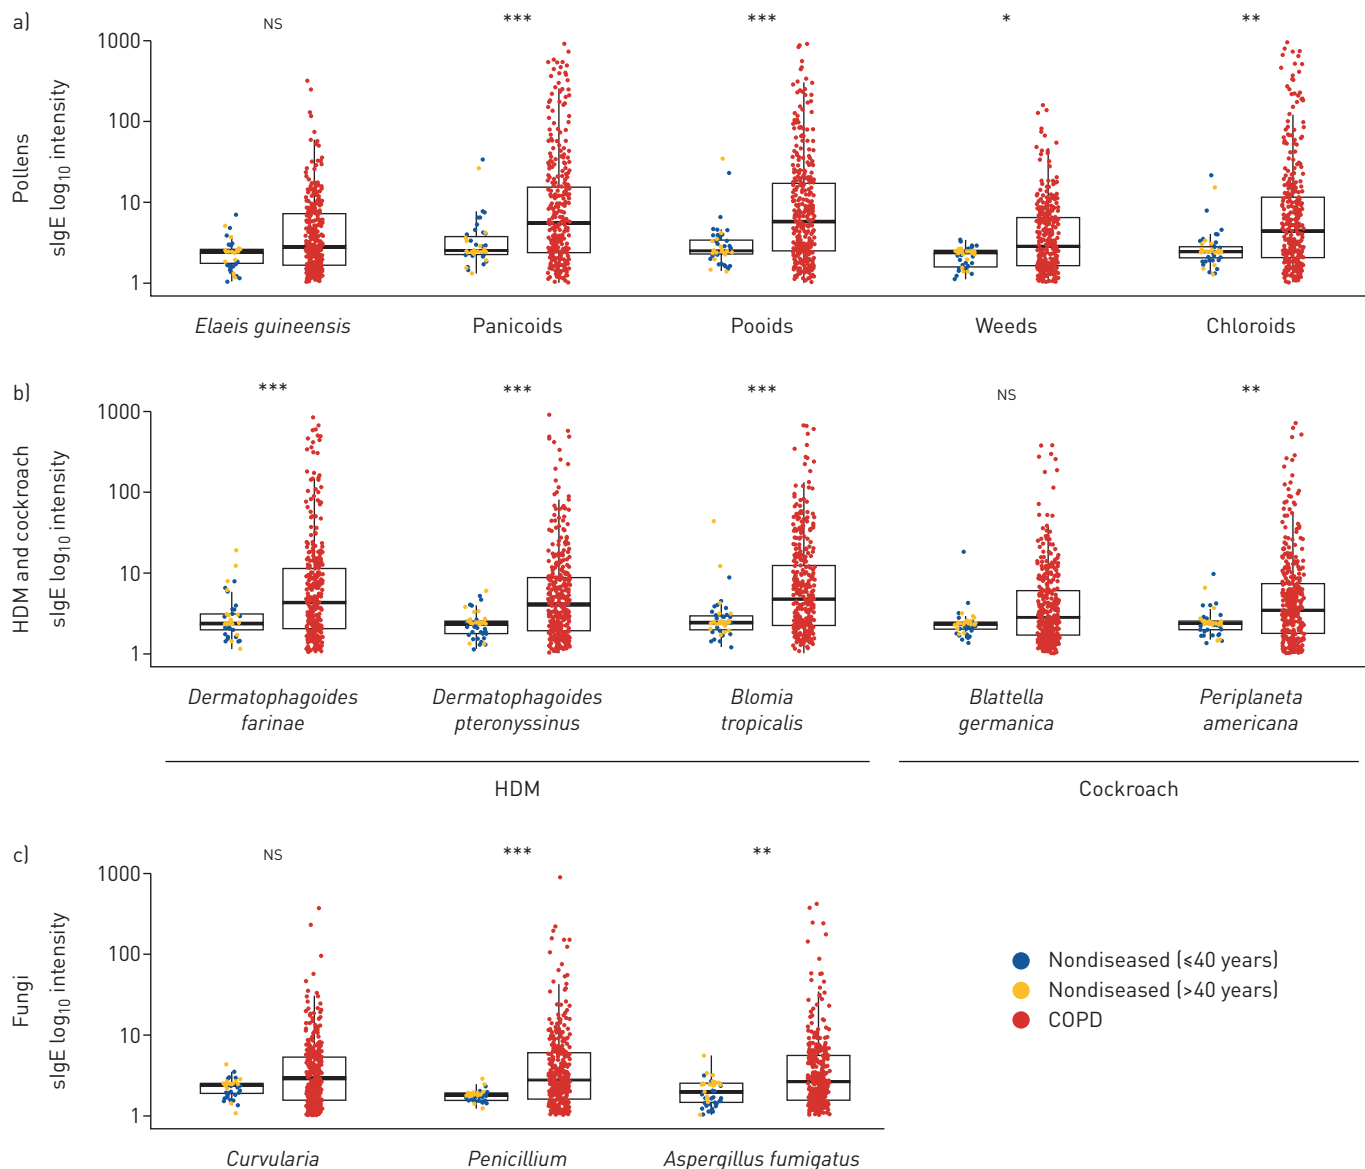 a)
NS *** *** * **
1000
100
10
1
Pollens
sIgE log10 intensity
Elaeis guineensis Panicoids Pooids Weeds Chloroids
b)
*** *** *** NS **
1000
100
10
1
HDM and cockroach
sIgE log10 intensity
Dermatophagoides
farinae
Dermatophagoides
pteronyssinus
Blomia
tropicalis
Blattella
germanica
Periplaneta
americana
HDM Cockroach
c)
NS *** **
1000
100
10
1
Fungi
sIgE log10 intensity
Curvularia Penicillium Aspergillus fumigatus
Nondiseased (≤40 years)
Nondiseased (>40 years)
COPD